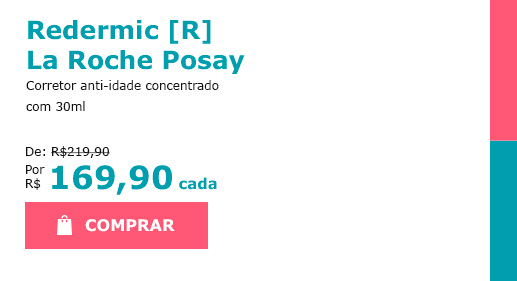 Redermic [R]
La Roche Posay
Corretor anti-idade concentrado
com 30ml
De: R$219,90
Por
R$ 169,90 cada
COMPRAR